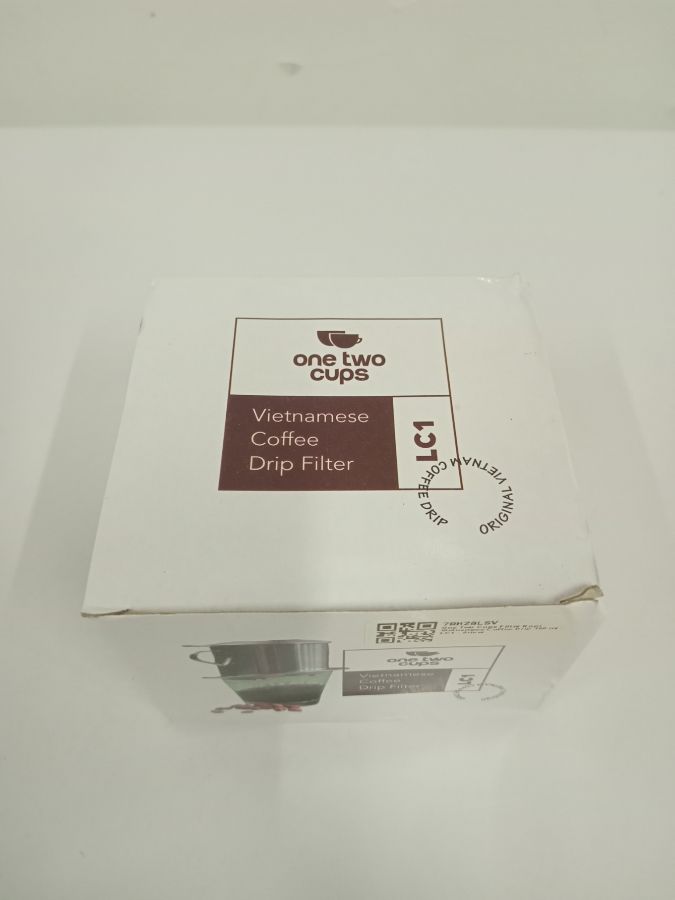 one two
cups
Vietnamese
Coffee
Drip Filter
LC1
ORIGINAL VIETNAM COFFEE DRIP
one two
cups
Vietnamese
Coffee
Drip Filter
LC1